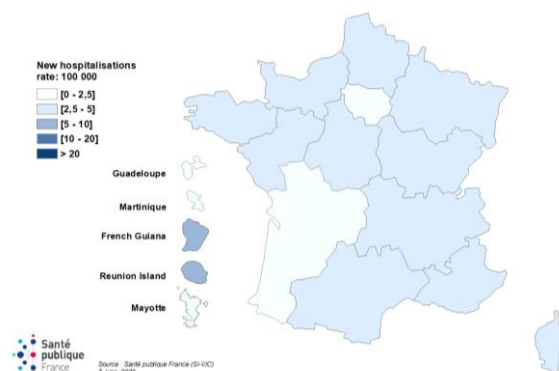 New hospitalisations
rate: 100 000
[0 - 2,5]
[2,5 - 5]
[5 - 10]
[10 - 20]
> 20
Guadeloupe
Martinique
French Guiana
Reunion Island
Mayotte
Santé
publique
France
Source : Santé publique France (SI-VIC)